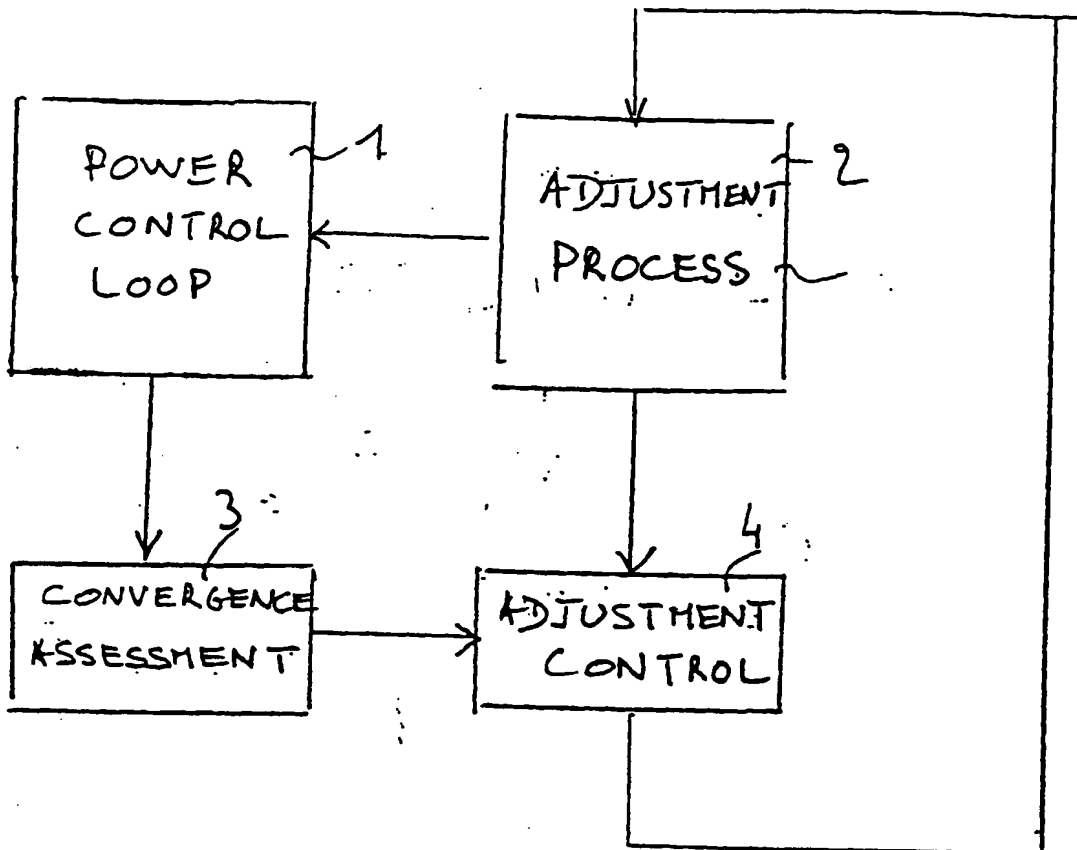 POWER
CONTROL
LOOP
1
ADJUSTMENT
PROCESS
2
CONVERGENCE
ASSESSMENT
3
ADJUSTMENT
CONTROL
4